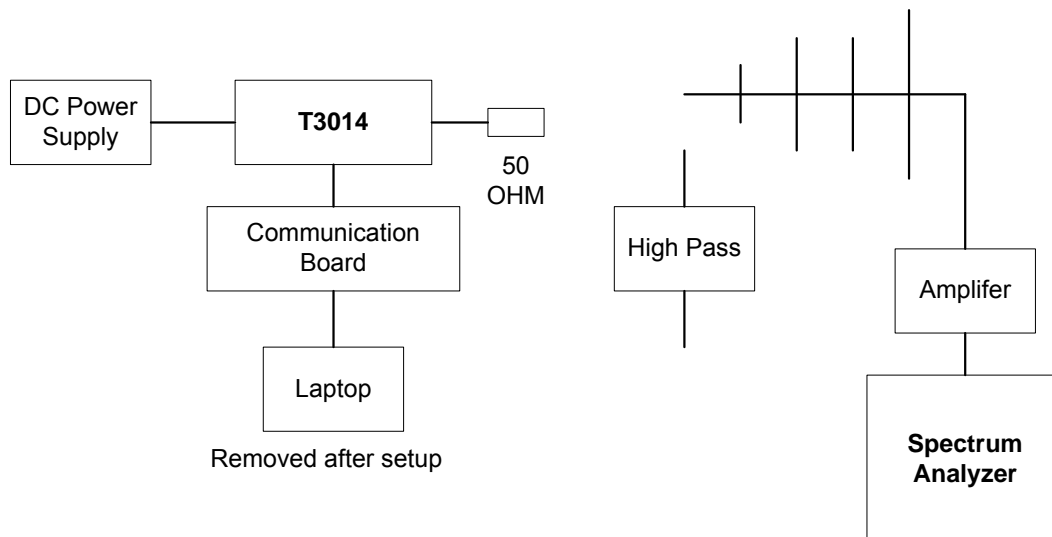 DC Power
Supply
T3014
50
OHM
Communication
Board
Laptop
Removed after setup
High Pass
Amplifer
Spectrum
Analyzer